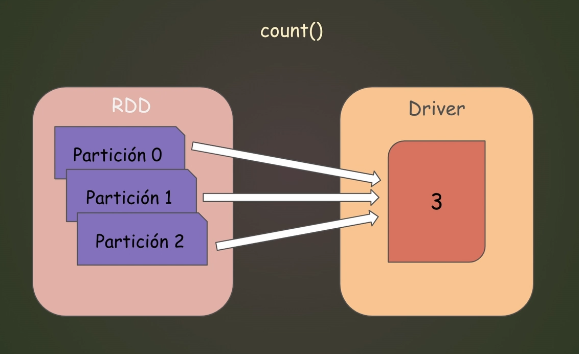 count()
RDD
Partición 0
Partición 1
Partición 2
Driver
3